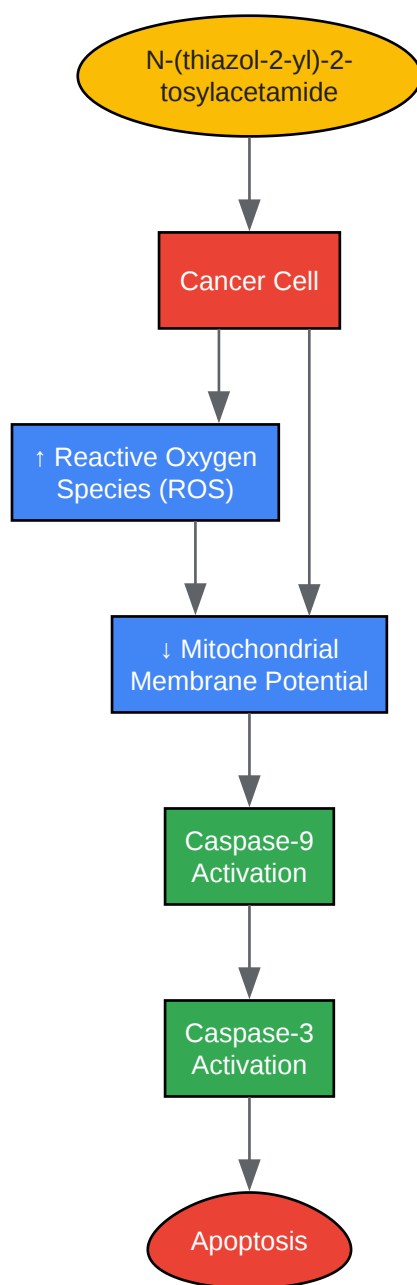 N-(thiazol-2-yl)-2-
tosylacetamide
Cancer Cell
↑ Reactive Oxygen
Species (ROS)
↓ Mitochondrial
Membrane Potential
Caspase-9
Activation
Caspase-3
Activation
Apoptosis